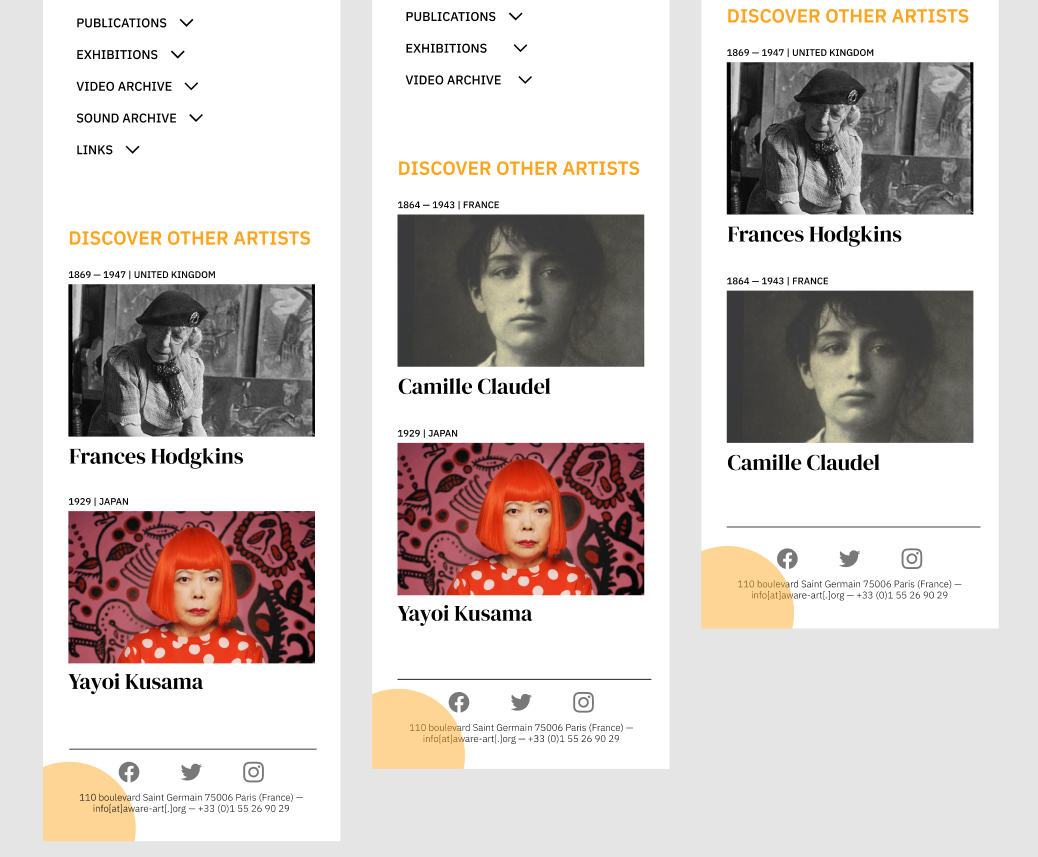 PUBLICATIONS
EXHIBITIONS
VIDEO ARCHIVE
SOUND ARCHIVE
LINKS
DISCOVER OTHER ARTISTS
1869 — 1947 | UNITED KINGDOM
Frances Hodgkins
1929 | JAPAN
Yayoi Kusama
110 boulevard Saint Germain 75006 Paris (France) —
info[at]aware-art[.]org — +33 (0)1 55 26 90 29
PUBLICATIONS
EXHIBITIONS
VIDEO ARCHIVE
DISCOVER OTHER ARTISTS
1864 — 1943 | FRANCE
Camille Claudel
1929 | JAPAN
Yayoi Kusama
110 boulevard Saint Germain 75006 Paris (France) —
info[at]aware-art[.]org — +33 (0)1 55 26 90 29
DISCOVER OTHER ARTISTS
1869 — 1947 | UNITED KINGDOM
Frances Hodgkins
1864 — 1943 | FRANCE
Camille Claudel
110 boulevard Saint Germain 75006 Paris (France) —
info[at]aware-art[.]org — +33 (0)1 55 26 90 29